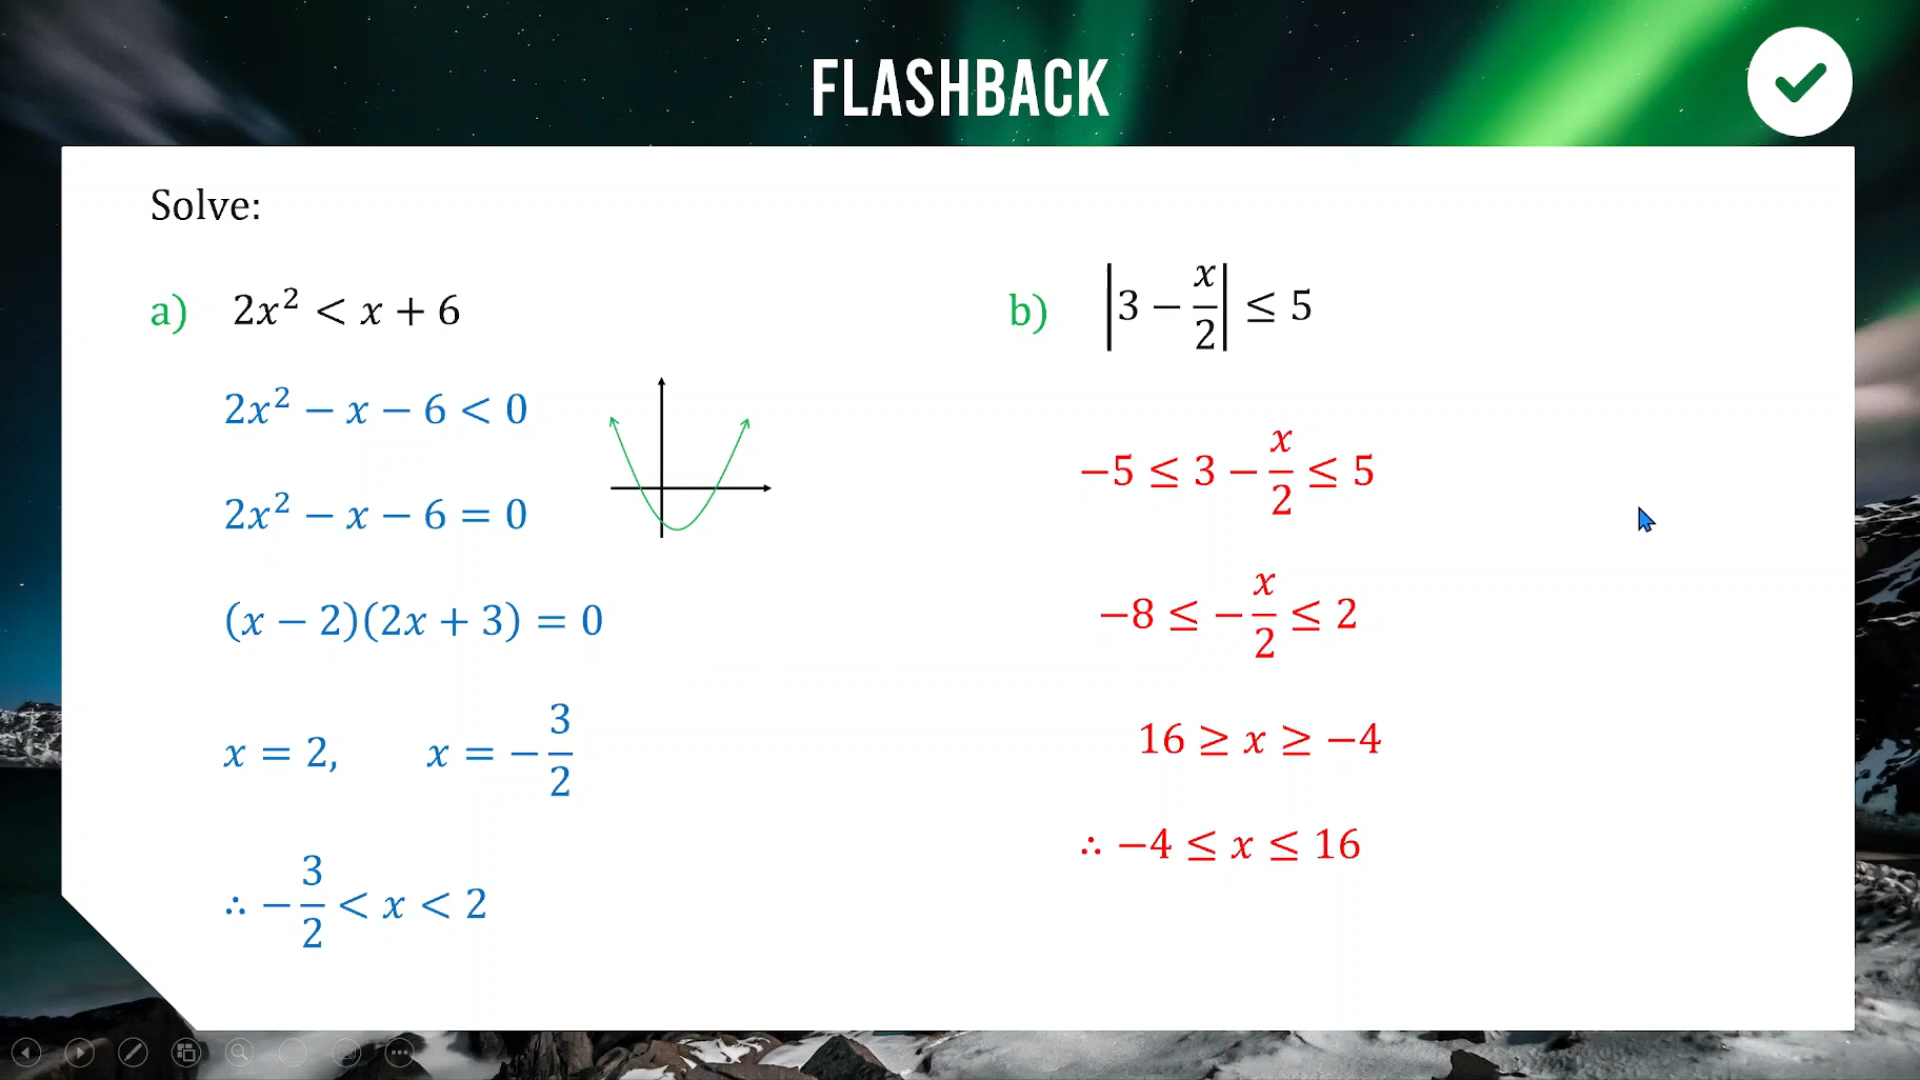 FLASHBACK
Solve:
a) 2x² < x + 6
2x² − x − 6 < 0
2x² − x − 6 = 0
(x − 2)(2x + 3) = 0
x = 2, x = −3/2
∴ −3/2 < x < 2
b) |3 − x/2| ≤ 5
−5 ≤ 3 − x/2 ≤ 5
−8 ≤ −x/2 ≤ 2
16 ≥ x ≥ −4
∴ −4 ≤ x ≤ 16